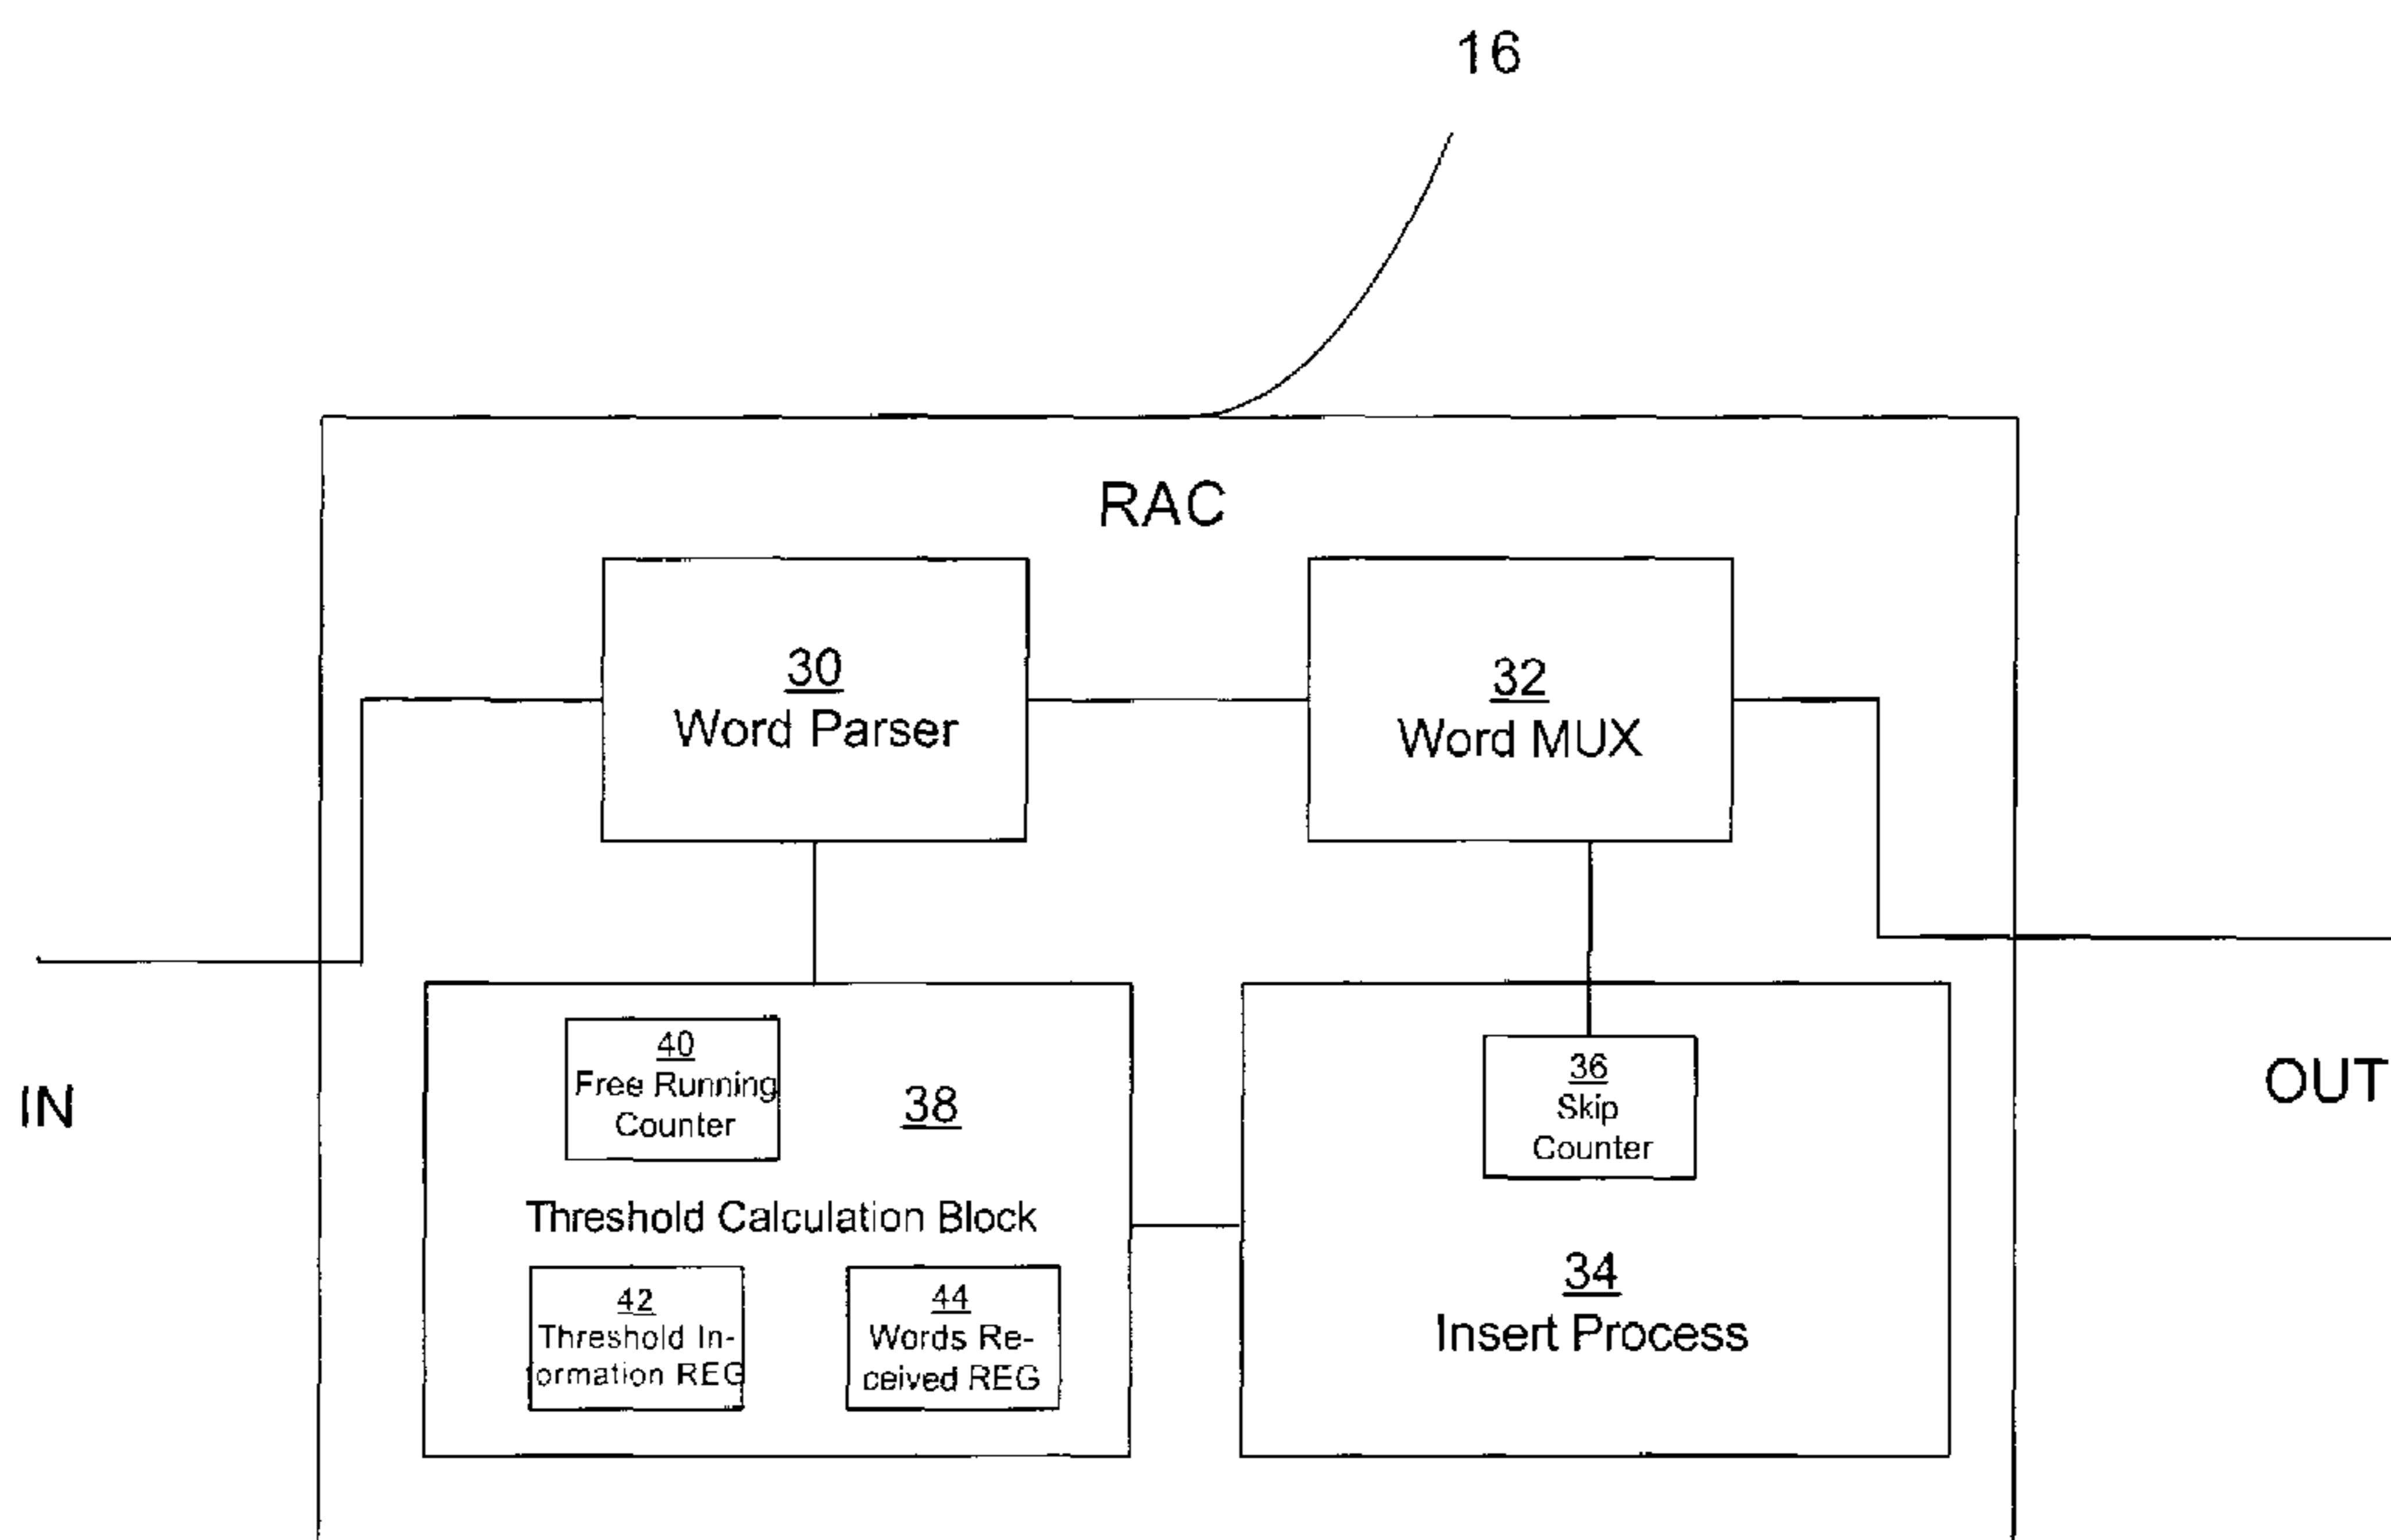 16
RAC
30
Word Parser
32
Word MUX
IN
40
Free Running
Counter
38
Threshold Calculation Block
42
Threshold In-
ormation REG
44
Words Re-
ceived REG
36
Skip
Counter
34
Insert Process
OUT